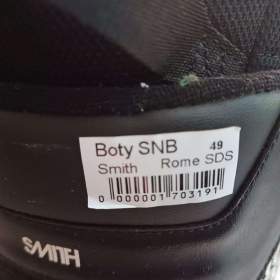 Boty SNB 49
Smith Rome SDS
0 000001 703191
SMITH